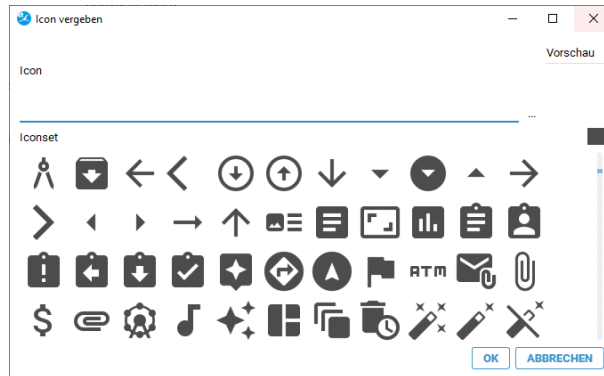 Icon vergeben
Vorschau
Icon
...
Iconset
ATM
$
OK
ABBRECHEN